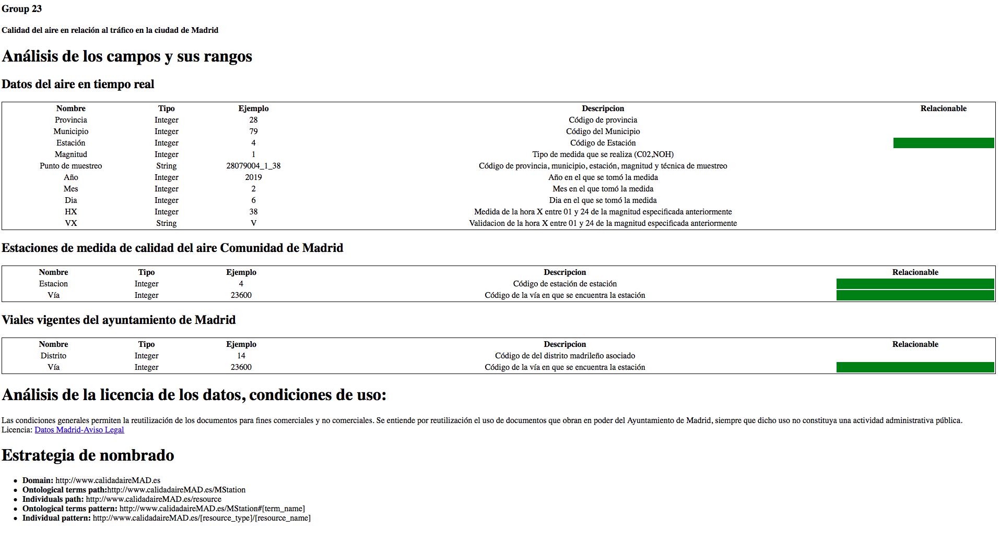 Group 23
Calidad del aire en relación al tráfico en la ciudad de Madrid
Análisis de los campos y sus rangos
Datos del aire en tiempo real
Nombre Tipo Ejemplo Descripcion Relacionable
Provincia Integer 28 Código de provincia
Municipio Integer 79 Código del Municipio
Estación Integer 4 Código de Estación
Magnitud Integer 1 Tipo de medida que se realiza (C02,NOH)
Punto de muestreo String 28079004_1_38 Código de provincia, municipio, estación, magnitud y técnica de muestreo
Año Integer 2019 Año en el que se tomó la medida
Mes Integer 2 Mes en el que tomó la medida
Dia Integer 6 Dia en el que se tomó la medida
HX Integer 38 Medida de la hora X entre 01 y 24 de la magnitud especificada anteriormente
VX String V Validacion de la hora X entre 01 y 24 de la magnitud especificada anteriormente
Estaciones de medida de calidad del aire Comunidad de Madrid
Nombre Tipo Ejemplo Descripcion Relacionable
Estacion Integer 4 Código de estación de estación
Vía Integer 23600 Código de la vía en que se encuentra la estación
Viales vigentes del ayuntamiento de Madrid
Nombre Tipo Ejemplo Descripcion Relacionable
Distrito Integer 14 Código de del distrito madrileño asociado
Vía Integer 23600 Código de la vía en que se encuentra la estación
Análisis de la licencia de los datos, condiciones de uso:
Las condiciones generales permiten la reutilización de los documentos para fines comerciales y no comerciales. Se entiende por reutilización el uso de documentos que obran en poder del Ayuntamiento de Madrid, siempre que dicho uso no constituya una actividad administrativa pública.
Licencia: Datos Madrid-Aviso Legal
Estrategia de nombrado
• Domain: http://www.calidadaireMAD.es
• Ontological terms path:http://www.calidadaireMAD.es/MStation
• Individuals path: http://www.calidadaireMAD.es/resource
• Ontological terms pattern: http://www.calidadaireMAD.es/MStation#[term_name]
• Individual pattern: http://www.calidadaireMAD.es/[resource_type]/[resource_name]